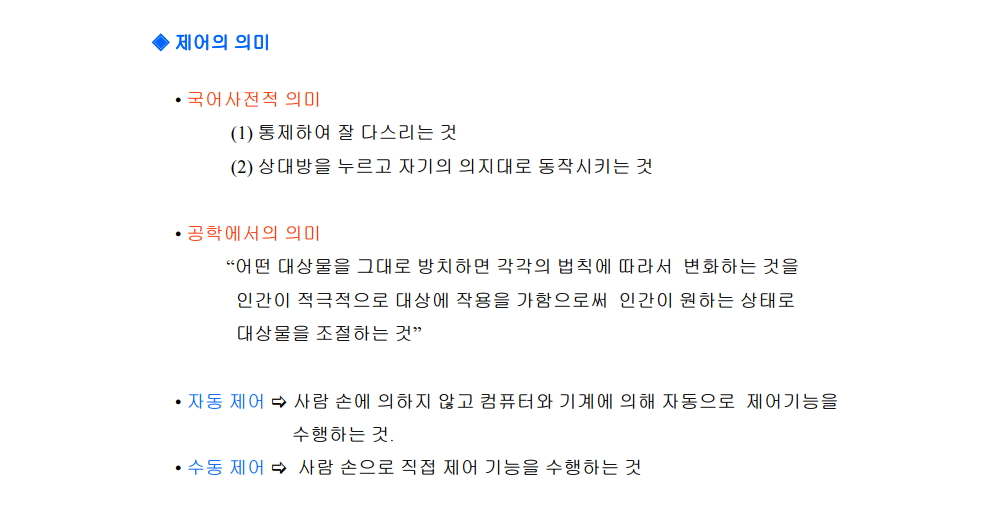 ◈ 제어의 의미
• 국어사전적 의미
(1) 통제하여 잘 다스리는 것
(2) 상대방을 누르고 자기의 의지대로 동작시키는 것
• 공학에서의 의미
“어떤 대상물을 그대로 방치하면 각각의 법칙에 따라서 변화하는 것을
인간이 적극적으로 대상에 작용을 가함으로써 인간이 원하는 상태로
대상물을 조절하는 것”
• 자동 제어 ➩ 사람 손에 의하지 않고 컴퓨터와 기계에 의해 자동으로 제어기능을
수행하는 것.
• 수동 제어 ➩ 사람 손으로 직접 제어 기능을 수행하는 것